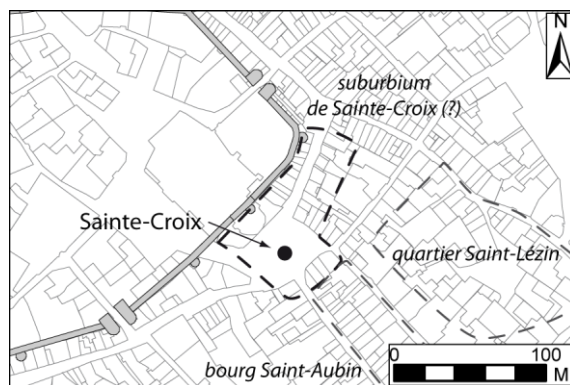 N
suburbium
de Sainte-Croix (?)
Sainte-Croix
quartier Saint-Lézin
bourg Saint-Aubin
0 100
M